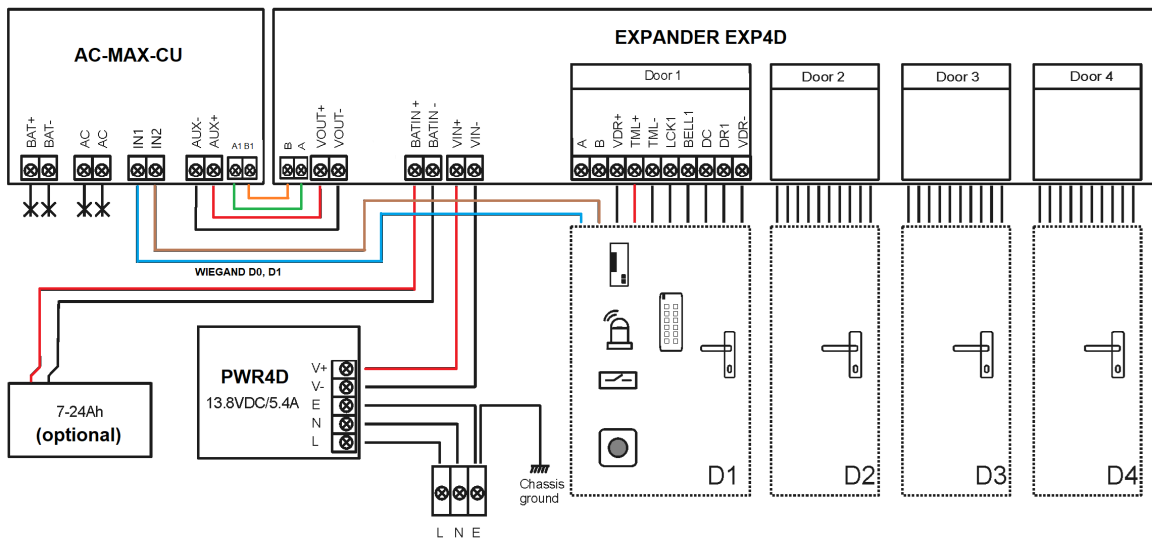 AC-MAX-CU
EXPANDER EXP4D
Door 1
Door 2
Door 3
Door 4
BAT+
BAT-
AC
AC
IN1
IN2
AUX-
AUX+
A1
B1
B
A
VOUT+
VOUT-
BATIN +
BATIN -
VIN+
VIN-
A
B
VDR+
TML+
TML-
LCK1
BELL1
DC
DR1
VDR-
WIEGAND D0, D1
PWR4D
13.8VDC/5.4A
V+
V-
E
N
L
7-24Ah
(optional)
Chassis
ground
L N E
D1
D2
D3
D4